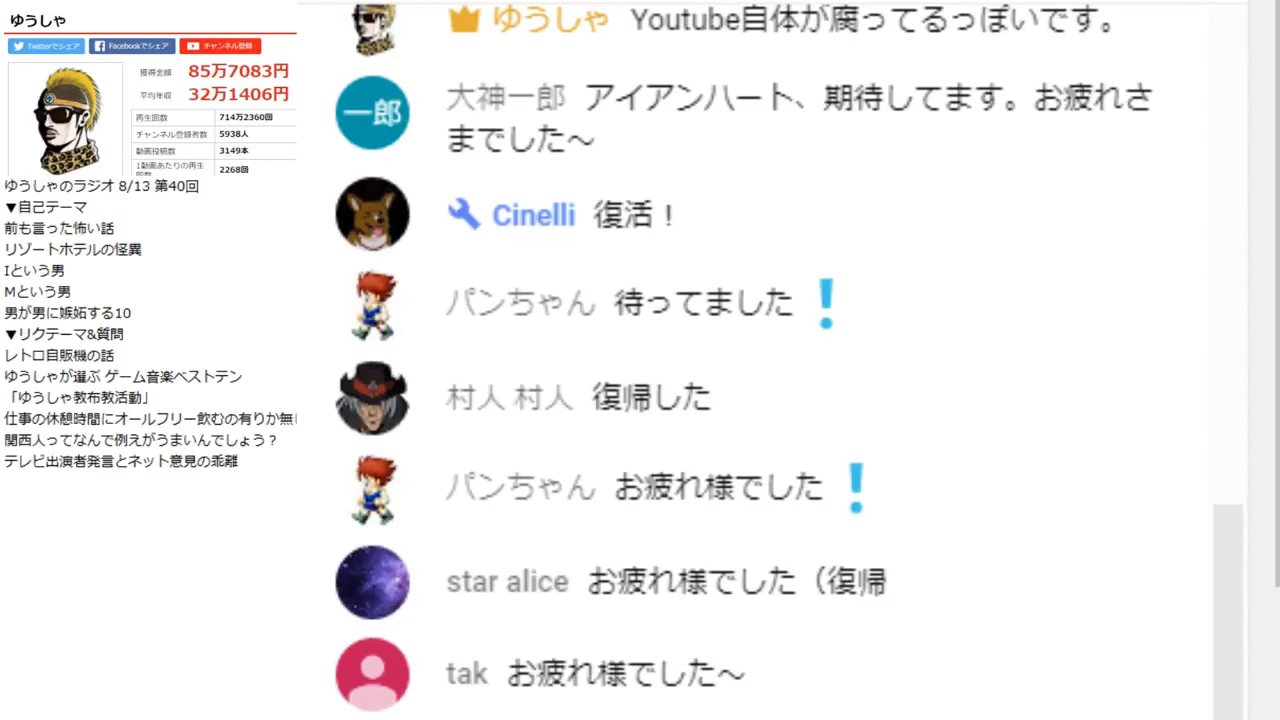 ゆうしゃ
Twitterでシェア
Facebookでシェア
チャンネル登録
獲得金額 85万7083円
平均年収 32万1406円
再生回数 714万2360回
チャンネル登録者数 5938人
動画投稿数 3149本
1動画あたりの再生 2268回
ゆうしゃのラジオ 8/13 第40回
▼自己テーマ
前も言った怖い話
リゾートホテルの怪異
Iという男
Mという男
男が男に嫉妬する10
▼リクテーマ&質問
レトロ自販機の話
ゆうしゃが選ぶ ゲーム音楽ベストテン
「ゆうしゃ教布教活動」
仕事の休憩時間にオールフリー飲むの有りか無し
関西人ってなんで例えがうまいんでしょう?
テレビ出演者発言とネット意見の乖離
ゆうしゃ Youtube自体が腐ってるっぽいです。
一郎
大神一郎 アイアンハート、期待してます。お疲れさ
までした〜
Cinelli 復活!
パンちゃん 待ってました❗
村人 村人 復帰した
パンちゃん お疲れ様でした❗
star alice お疲れ様でした(復帰
tak お疲れ様でした〜